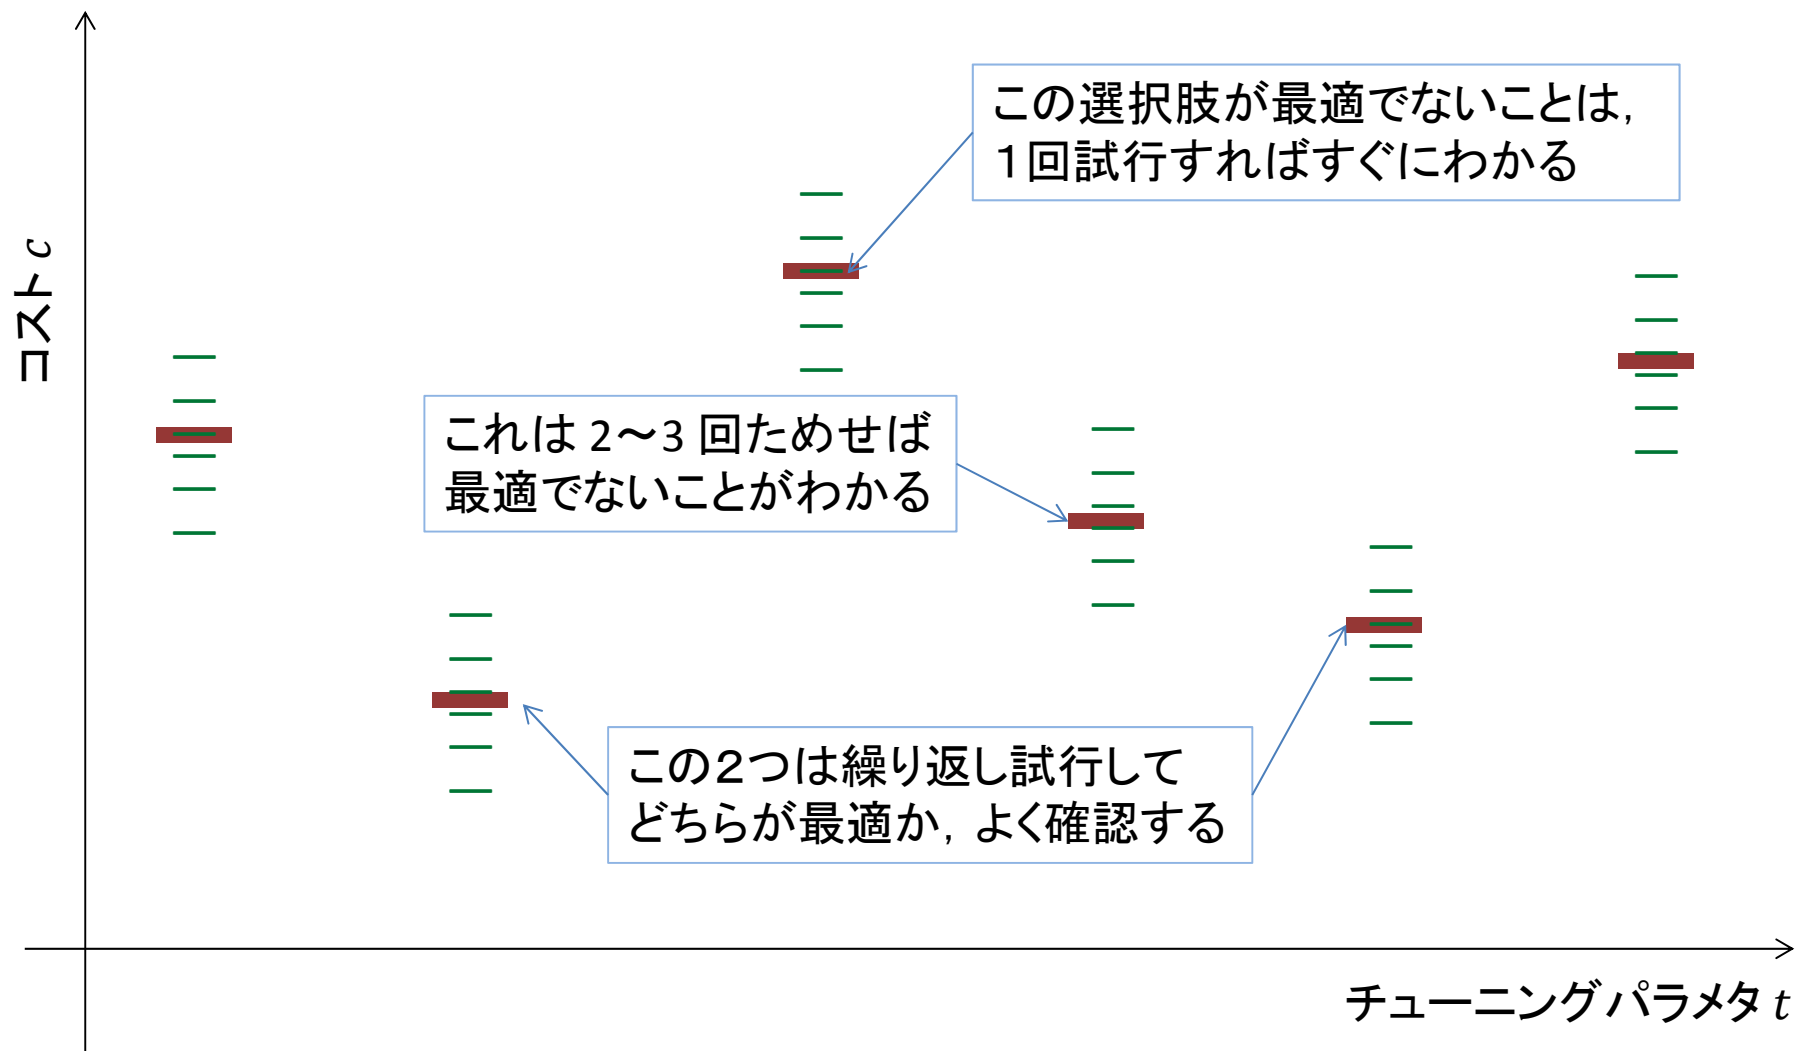 コスト c
この選択肢が最適でないことは,
１回試行すればすぐにわかる
これは 2～3 回ためせば
最適でないことがわかる
この２つは繰り返し試行して
どちらが最適か, よく確認する
チューニングパラメタ t